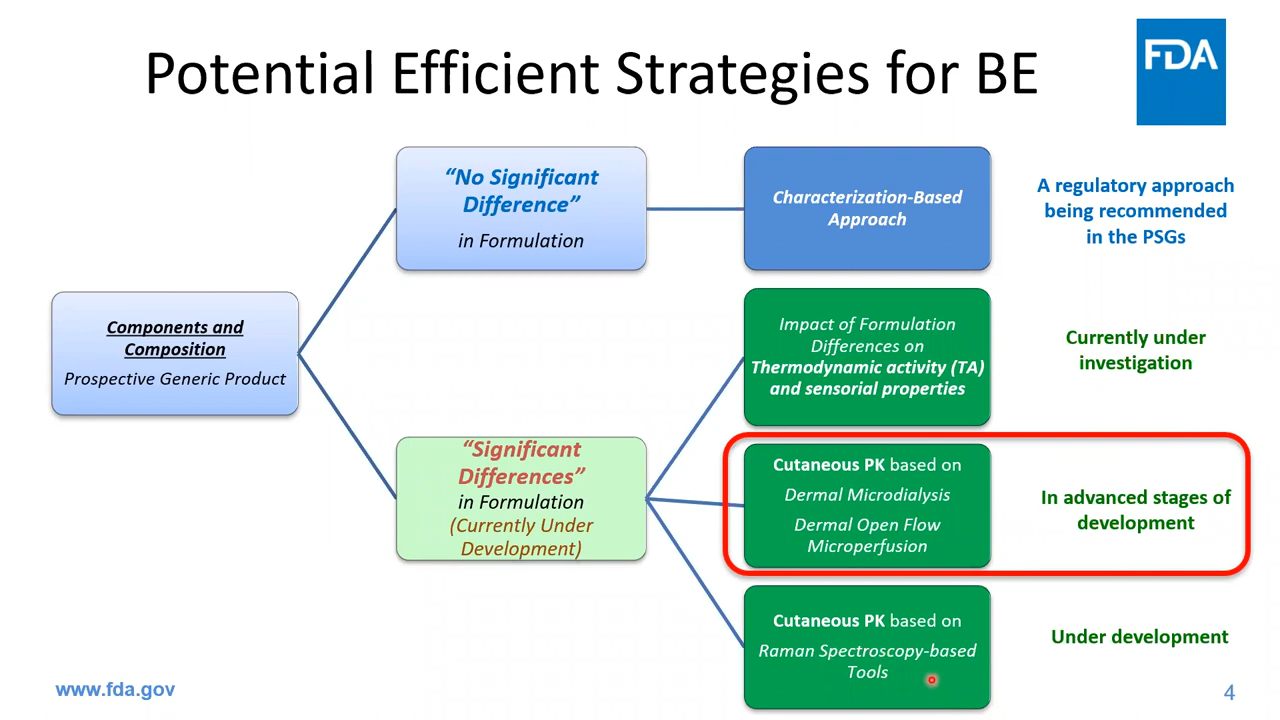 Potential Efficient Strategies for BE
FDA
“No Significant
Difference”
in Formulation
Characterization-Based
Approach
A regulatory approach
being recommended
in the PSGs
Components and
Composition
Prospective Generic Product
Impact of Formulation
Differences on
Thermodynamic activity (TA)
and sensorial properties
Currently under
investigation
“Significant
Differences”
in Formulation
(Currently Under
Development)
Cutaneous PK based on
Dermal Microdialysis
Dermal Open Flow
Microperfusion
In advanced stages of
development
Cutaneous PK based on
Raman Spectroscopy-based
Tools
Under development
www.fda.gov
4